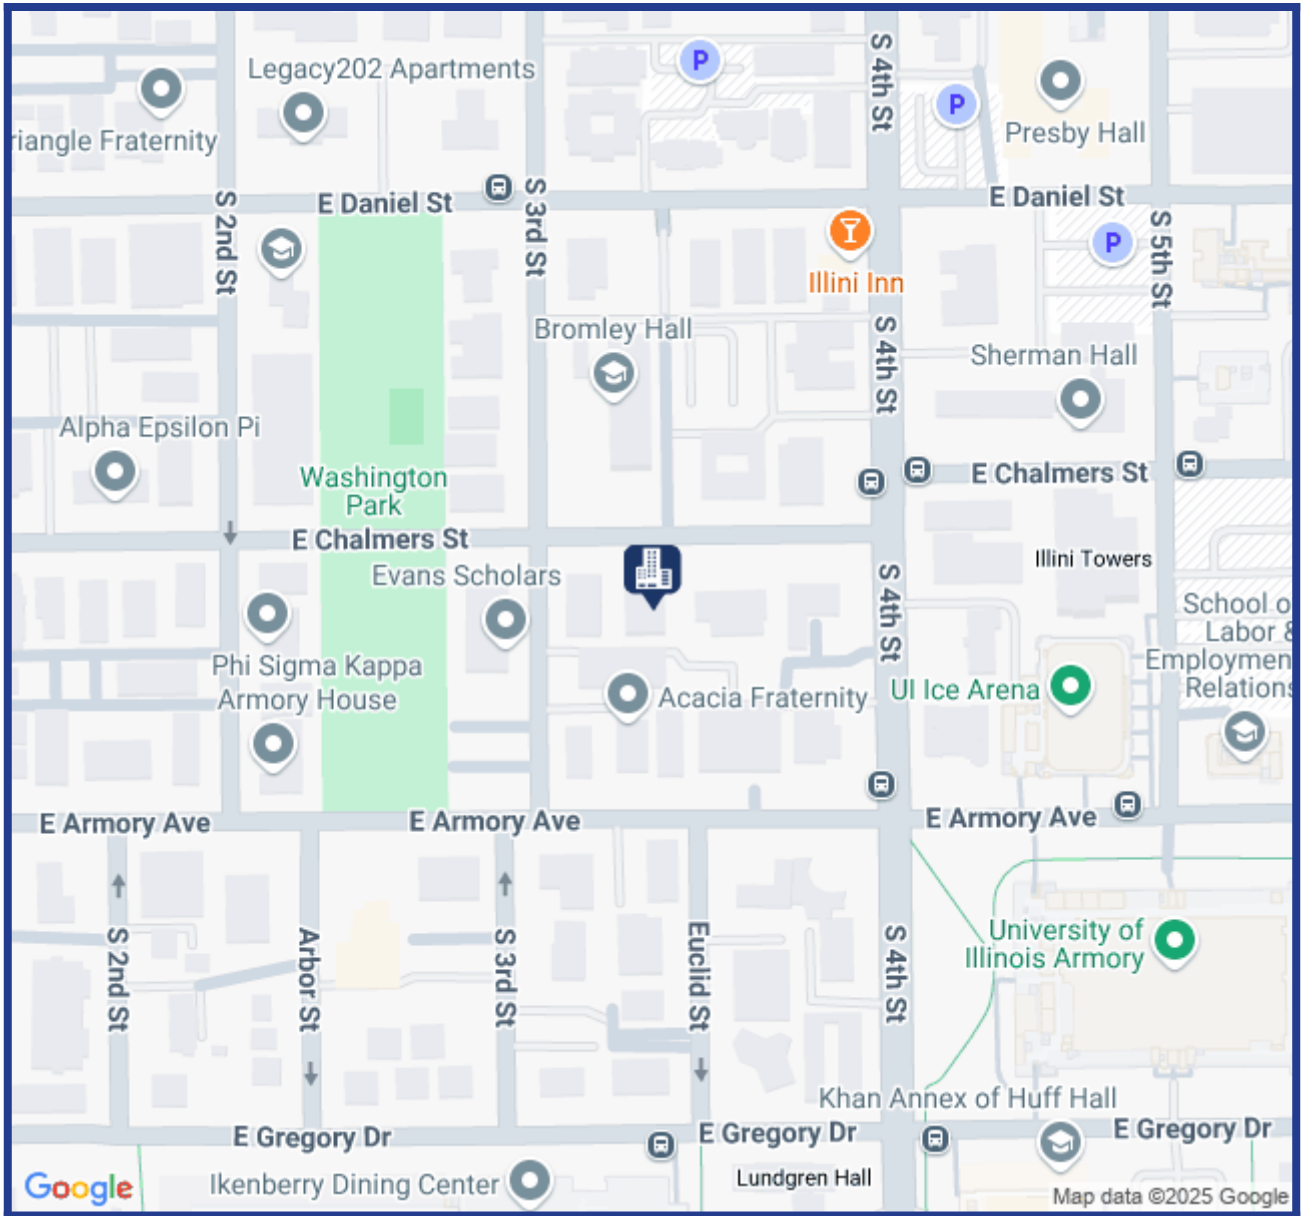 Legacy202 Apartments
P
P
riangle Fraternity
Presby Hall
S 4th St
E Daniel St
E Daniel St
S 2nd St
S 3rd St
S 5th St
P
Illini Inn
Bromley Hall
S 4th St
Sherman Hall
Alpha Epsilon Pi
Washington
Park
E Chalmers St
E Chalmers St
Evans Scholars
Illini Towers
S 4th St
School o
Labor &
Employmen
Relations
Phi Sigma Kappa
Armory House
Acacia Fraternity
UI Ice Arena
E Armory Ave
E Armory Ave
E Armory Ave
S 2nd St
Arbor St
S 3rd St
Euclid St
S 4th St
University of
Illinois Armory
Khan Annex of Huff Hall
E Gregory Dr
E Gregory Dr
E Gregory Dr
Ikenberry Dining Center
Lundgren Hall
Google
Map data ©2025 Google